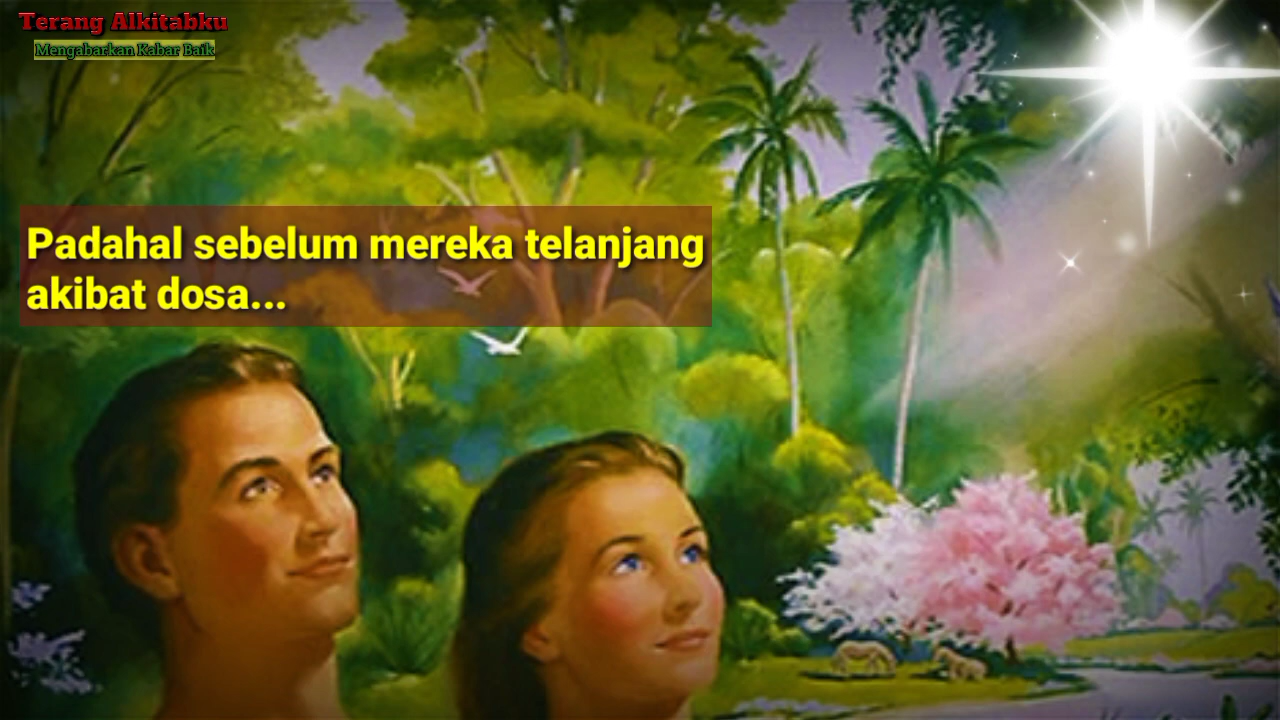 Terang Alkitabku
Mengabarkan Kabar Baik
Padahal sebelum mereka telanjang
akibat dosa...